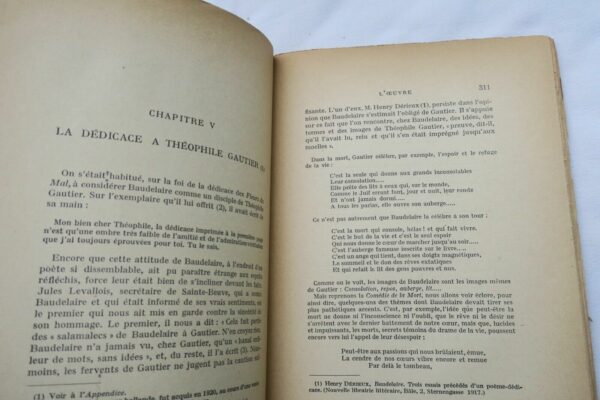 CHAPITRE V
LA DÉDICACE A THÉOPHILE GAUTIER (1)
On s'était habitué, sur la foi de la dédicace des Fleurs du
Mal, à considérer Baudelaire comme un disciple de Théophile
Gautier. Sur l'exemplaire qu'il lui offrit (2), il avait écrit de
sa main :
Mon bien cher Théophile, la dédicace imprimée à la première page
n'est qu'une ombre très faible de l'amitié et de l'admiration véritable
que j'ai toujours éprouvées pour toi. Tu le sais.
Encore que cette attitude de Baudelaire, à l'endroit d'un
poète si dissemblable, ait pu paraître étrange aux esprits
réfléchis, force leur était bien de s'incliner devant les faits.
Jules Levallois, secrétaire de Sainte-Beuve, qui a connu
Baudelaire et qui était informé de ses vrais sentiments, est
le premier qui nous ait mis en garde contre la sincérité de
son hommage. Le premier, il nous a dit : « Cela fait partie
des « salamalecs » de Baudelaire à Gautier. N'en croyez rien.
Baudelaire n'a jamais vu, chez Gautier, qu'un « banal
leur de mots, sans idées » et, du reste, il l'a écrit (3).
les fervents de Gautier ne jugent pas la caution
(1) Voir à l'Appendice.
hollande, fut acquis en 1920, au cours d'une vente
L'ŒUVRE
311
fisante. L'un d'eux, M. Henry Dérieux (1), persiste dans l'opinion
que Baudelaire s'estimait l'obligé de Gautier. Il s'appuie
sur ce fait que l'on rencontre, chez Baudelaire, des idées, des
tonnes et des images de Théophile Gautier, « preuve, dit-il,
qu'il l'avait lu, relu et qu'il s'en était imprégné jusqu'aux
moelles ».
Dans la mort, Gautier célèbre, par exemple, l'espoir et le refuge
de la vie :
C'est la seule qui donne aux grands inconsolables
Leur consolation....
Elle prête des lits à ceux qui, sur le monde,
Comme le Juif errant font, jour et nuit, leur ronde
Et n'ont jamais dormi....
A tous les parias, elle ouvre son auberge....
Ce n'est pas autrement que Baudelaire la célèbre à son tour :
C'est la mort qui console, hélas ! et qui fait vivre,
C'est le but de la vie et c'est le seul espoir
Qui nous donne le cœur de marcher jusqu'au soir....
C'est l'auberge fameuse inscrite sur le livre....
C'est un ange qui tient, dans ses doigts magnétiques,
Le sommeil et le don des rêves extatiques
Et qui refait le lit des gens pauvres et nus.
Comme on le voit, les images de Baudelaire sont les images mêmes
de Gautier : Consolation, repos, auberge, lit....
Mais reprenons la Comédie de la Mort, nous allons voir éclore, pour
ainsi dire, quelques-uns des thèmes dont Baudelaire devait tirer ses
plus pathétiques accents. C'est, par exemple, l'idée que peut-être la
mort ne donne ni l'inconscience ni l'oubli, que le rêve ni le désir ne
s'arrêtent avec le dernier battement de notre cœur, mais que, lucides
et impuissants, les morts, secrets témoins du drame de la vie, peuvent
encore vibrer à l'appel de leur désespoir :
Peut-être aux passions qui nous brûlaient, émue,
La cendre de nos cœurs vibre encore et remue
Par delà le tombeau,
(1) Henry DÉRIEUX, Baudelaire. Trois essais précédés d'un poème-dédicace.
(Nouvelle librairie littéraire, Bâle, 2, Sternengasse 1917.)